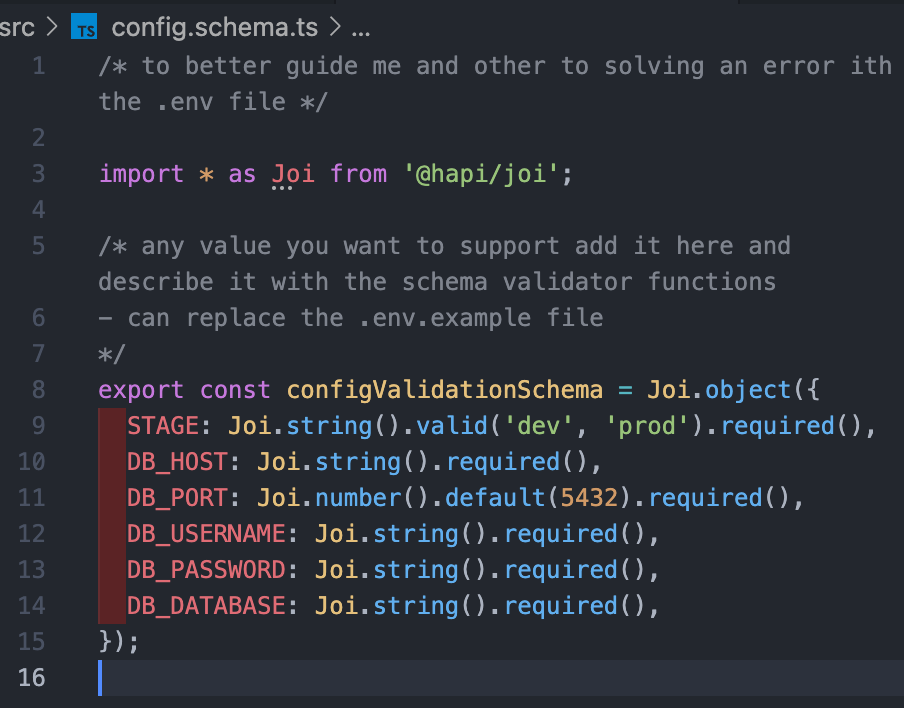 src > TS config.schema.ts > ...
1 /* to better guide me and other to solving an error ith
the .env file */
2
3 import * as Joi from '@hapi/joi';
4
5 /* any value you want to support add it here and
describe it with the schema validator functions
6 - can replace the .env.example file
7 */
8 export const configValidationSchema = Joi.object({
9 STAGE: Joi.string().valid('dev', 'prod').required(),
10 DB_HOST: Joi.string().required(),
11 DB_PORT: Joi.number().default(5432).required(),
12 DB_USERNAME: Joi.string().required(),
13 DB_PASSWORD: Joi.string().required(),
14 DB_DATABASE: Joi.string().required(),
15 });
16